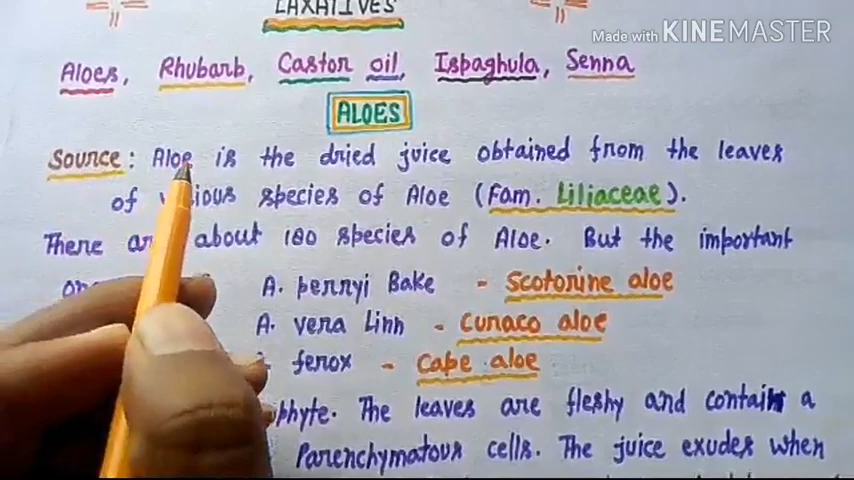 LAXATIVES
Made with KINEMASTER
Aloes, Rhubarb, Castor oil, Ispaghula, Senna
ALOES
Source: Aloe is the dried juice obtained from the leaves
of species of Aloe (Fam. Liliaceae).
There about 180 species of Aloe. But the important
A. perryi Bake - Scotorine aloe
A. vera Linn - Curaco aloe
ferox - Cape aloe
phyte. The leaves are fleshy and contain a
Parenchymatous cells. The juice exudes when